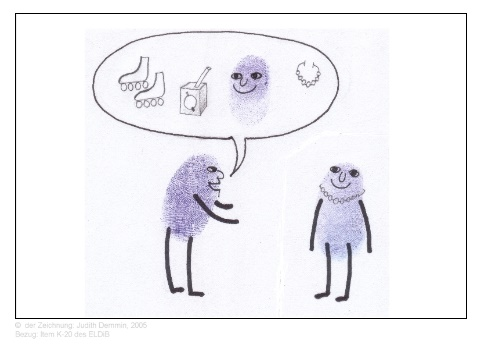 © der Zeichnung: Judith Demmin, 2005
Bezug: Item K-20 des ELDiB